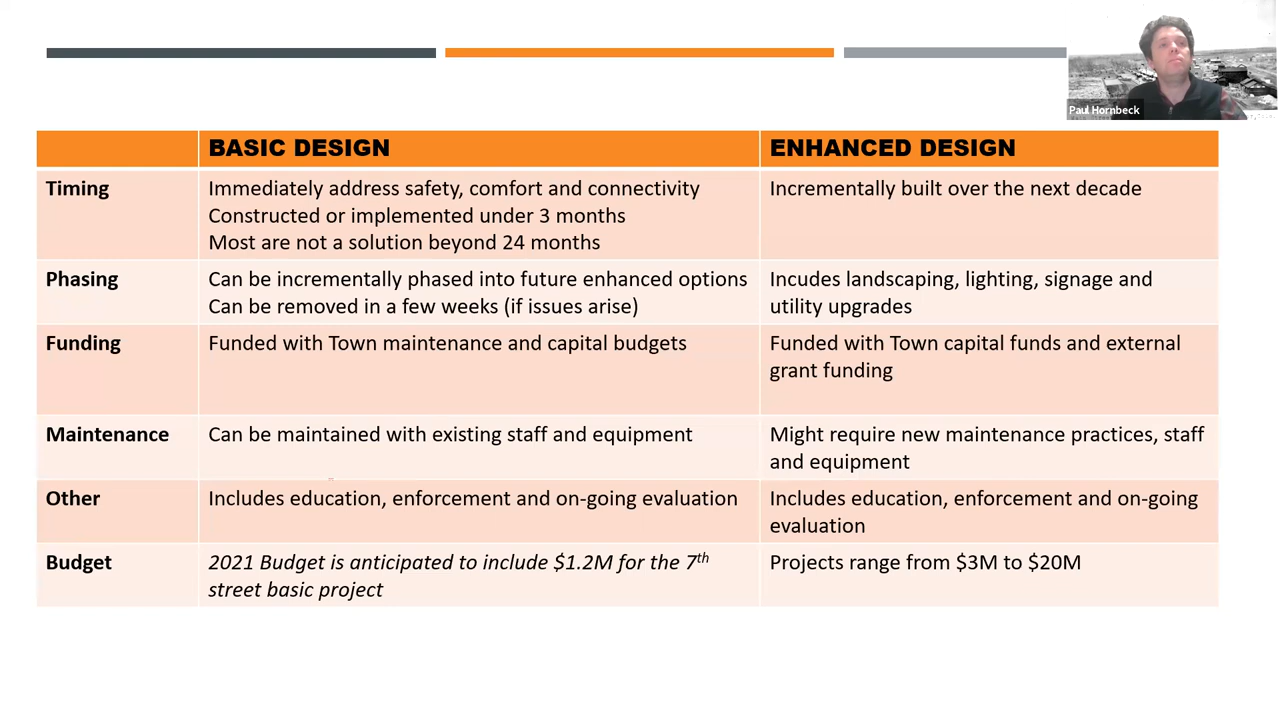 Paul Hornbeck
BASIC DESIGN
ENHANCED DESIGN
Timing
Immediately address safety, comfort and connectivity
Constructed or implemented under 3 months
Most are not a solution beyond 24 months
Incrementally built over the next decade
Phasing
Can be incrementally phased into future enhanced options
Can be removed in a few weeks (if issues arise)
Incudes landscaping, lighting, signage and
utility upgrades
Funding
Funded with Town maintenance and capital budgets
Funded with Town capital funds and external
grant funding
Maintenance
Can be maintained with existing staff and equipment
Might require new maintenance practices, staff
and equipment
Other
Includes education, enforcement and on-going evaluation
Includes education, enforcement and on-going
evaluation
Budget
2021 Budget is anticipated to include $1.2M for the 7th
street basic project
Projects range from $3M to $20M